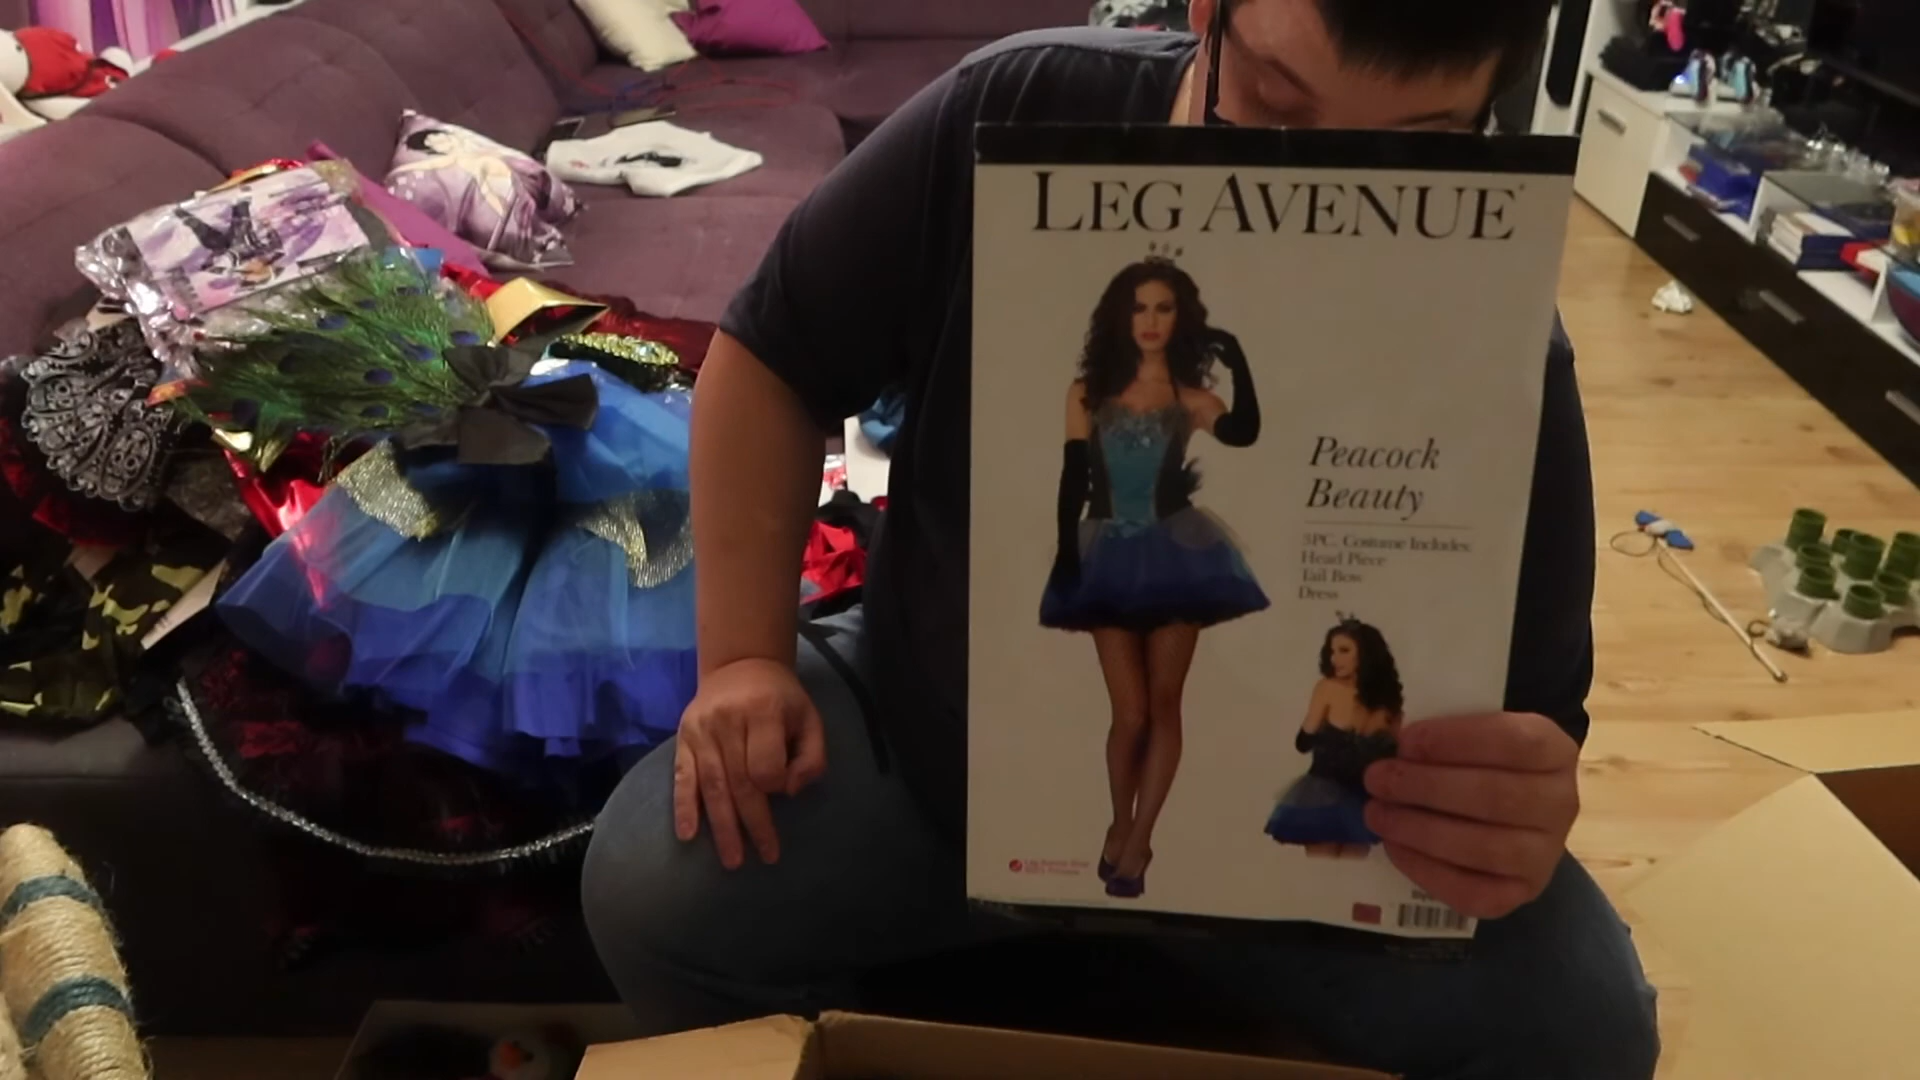 LEG AVENUE
Peacock
Beauty
3PC. Costume Includes:
Head Piece
Tail Bow
Dress